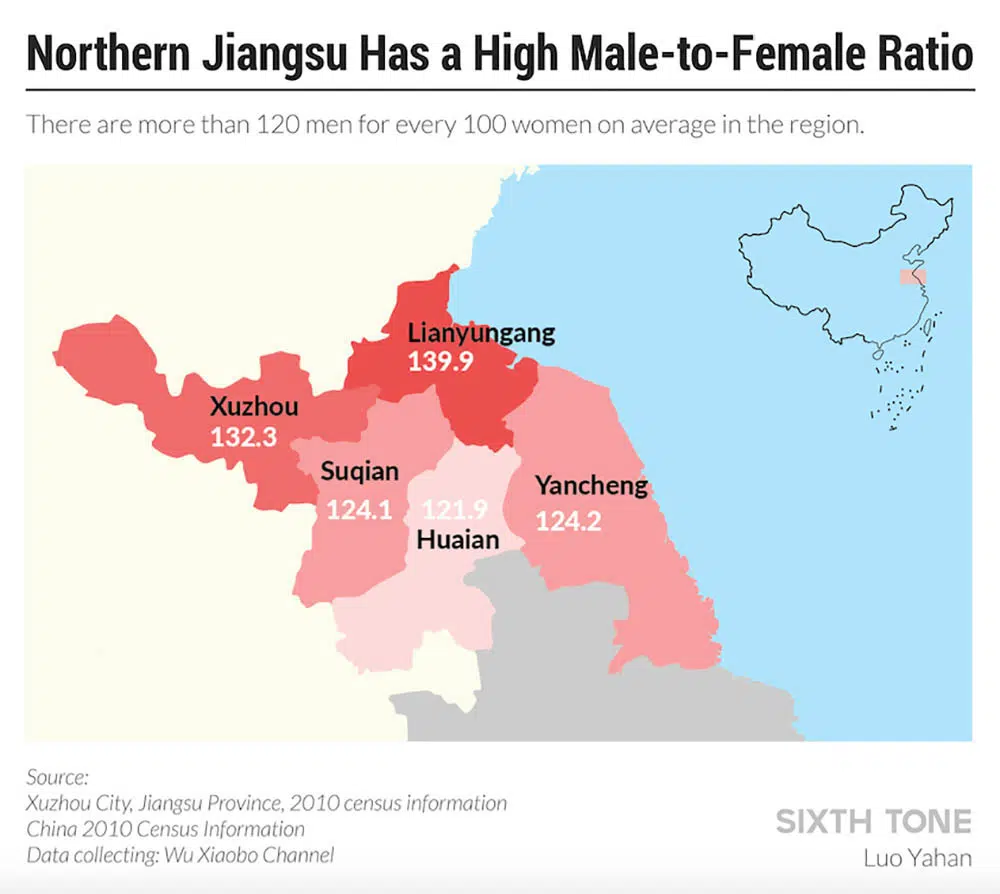 Northern Jiangsu Has a High Male-to-Female Ratio
There are more than 120 men for every 100 women on average in the region.
Lianyungang
139.9
Xuzhou
132.3
Suqian
124.1
121.9
Huaian
Yancheng
124.2
Source:
Xuzhou City, Jiangsu Province, 2010 census information
China 2010 Census Information
Data collecting: Wu Xiaobo Channel
SIXTH TONE
Luo Yahan